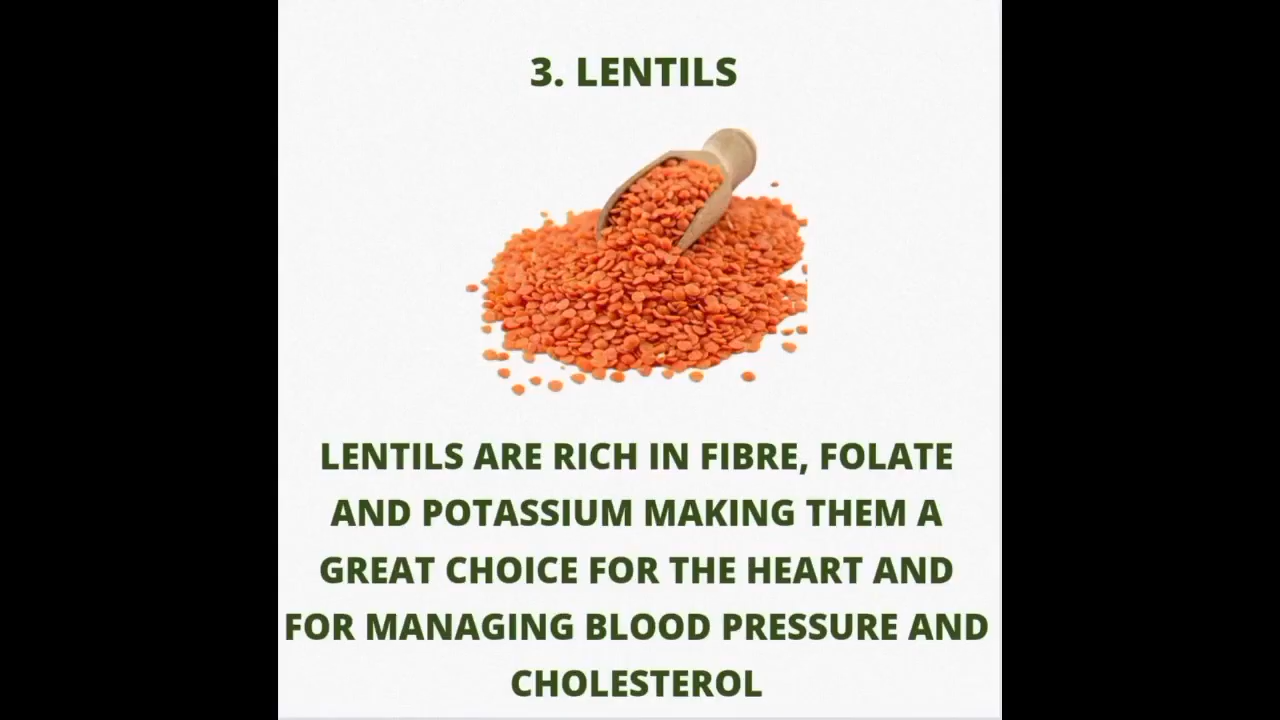 3. LENTILS
LENTILS ARE RICH IN FIBRE, FOLATE
AND POTASSIUM MAKING THEM A
GREAT CHOICE FOR THE HEART AND
FOR MANAGING BLOOD PRESSURE AND
CHOLESTEROL